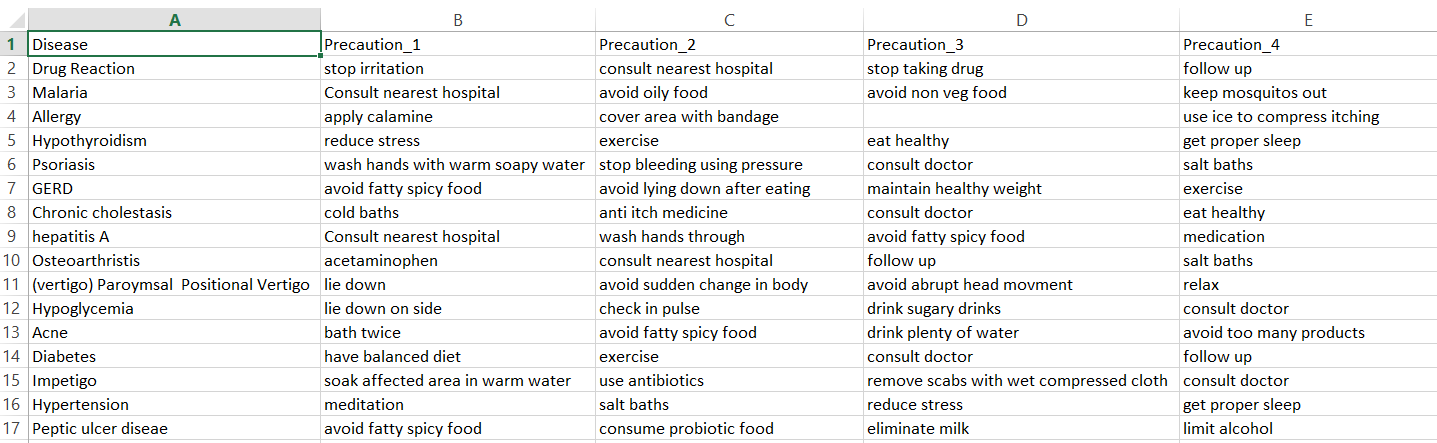 A B C D E
1 Disease Precaution_1 Precaution_2 Precaution_3 Precaution_4
2 Drug Reaction stop irritation consult nearest hospital stop taking drug follow up
3 Malaria Consult nearest hospital avoid oily food avoid non veg food keep mosquitos out
4 Allergy apply calamine cover area with bandage use ice to compress itching
5 Hypothyroidism reduce stress exercise eat healthy get proper sleep
6 Psoriasis wash hands with warm soapy water stop bleeding using pressure consult doctor salt baths
7 GERD avoid fatty spicy food avoid lying down after eating maintain healthy weight exercise
8 Chronic cholestasis cold baths anti itch medicine consult doctor eat healthy
9 hepatitis A Consult nearest hospital wash hands through avoid fatty spicy food medication
10 Osteoarthristis acetaminophen consult nearest hospital follow up salt baths
11 (vertigo) Paroymsal  Positional Vertigo lie down avoid sudden change in body avoid abrupt head movment relax
12 Hypoglycemia lie down on side check in pulse drink sugary drinks consult doctor
13 Acne bath twice avoid fatty spicy food drink plenty of water avoid too many products
14 Diabetes have balanced diet exercise consult doctor follow up
15 Impetigo soak affected area in warm water use antibiotics remove scabs with wet compressed cloth consult doctor
16 Hypertension meditation salt baths reduce stress get proper sleep
17 Peptic ulcer diseae avoid fatty spicy food consume probiotic food eliminate milk limit alcohol